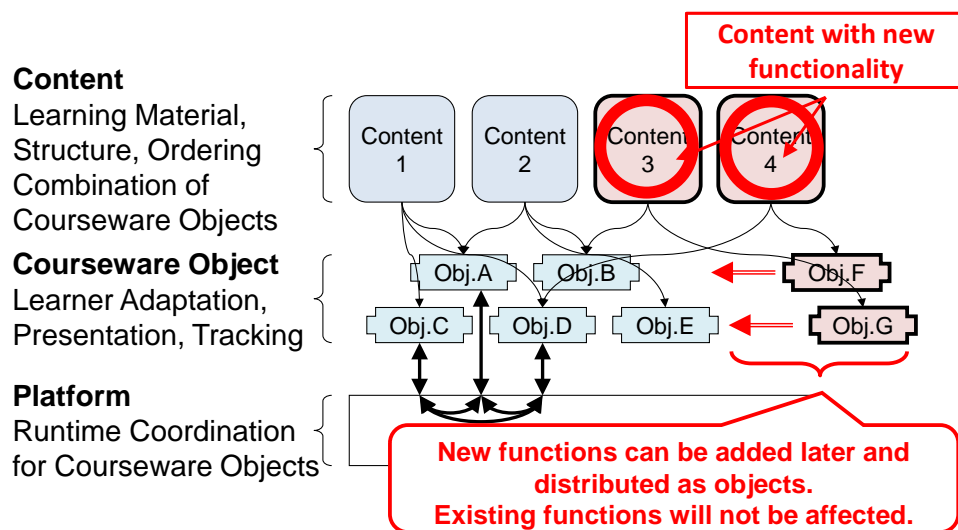 Content with new
functionality
Content
Learning Material,
Structure, Ordering
Combination of
Courseware Objects
Content
1
Content
2
Content
3
Content
4
Courseware Object
Learner Adaptation,
Presentation, Tracking
Obj.A
Obj.B
Obj.F
Obj.C
Obj.D
Obj.E
Obj.G
Platform
Runtime Coordination
for Courseware Objects
New functions can be added later and
distributed as objects.
Existing functions will not be affected.